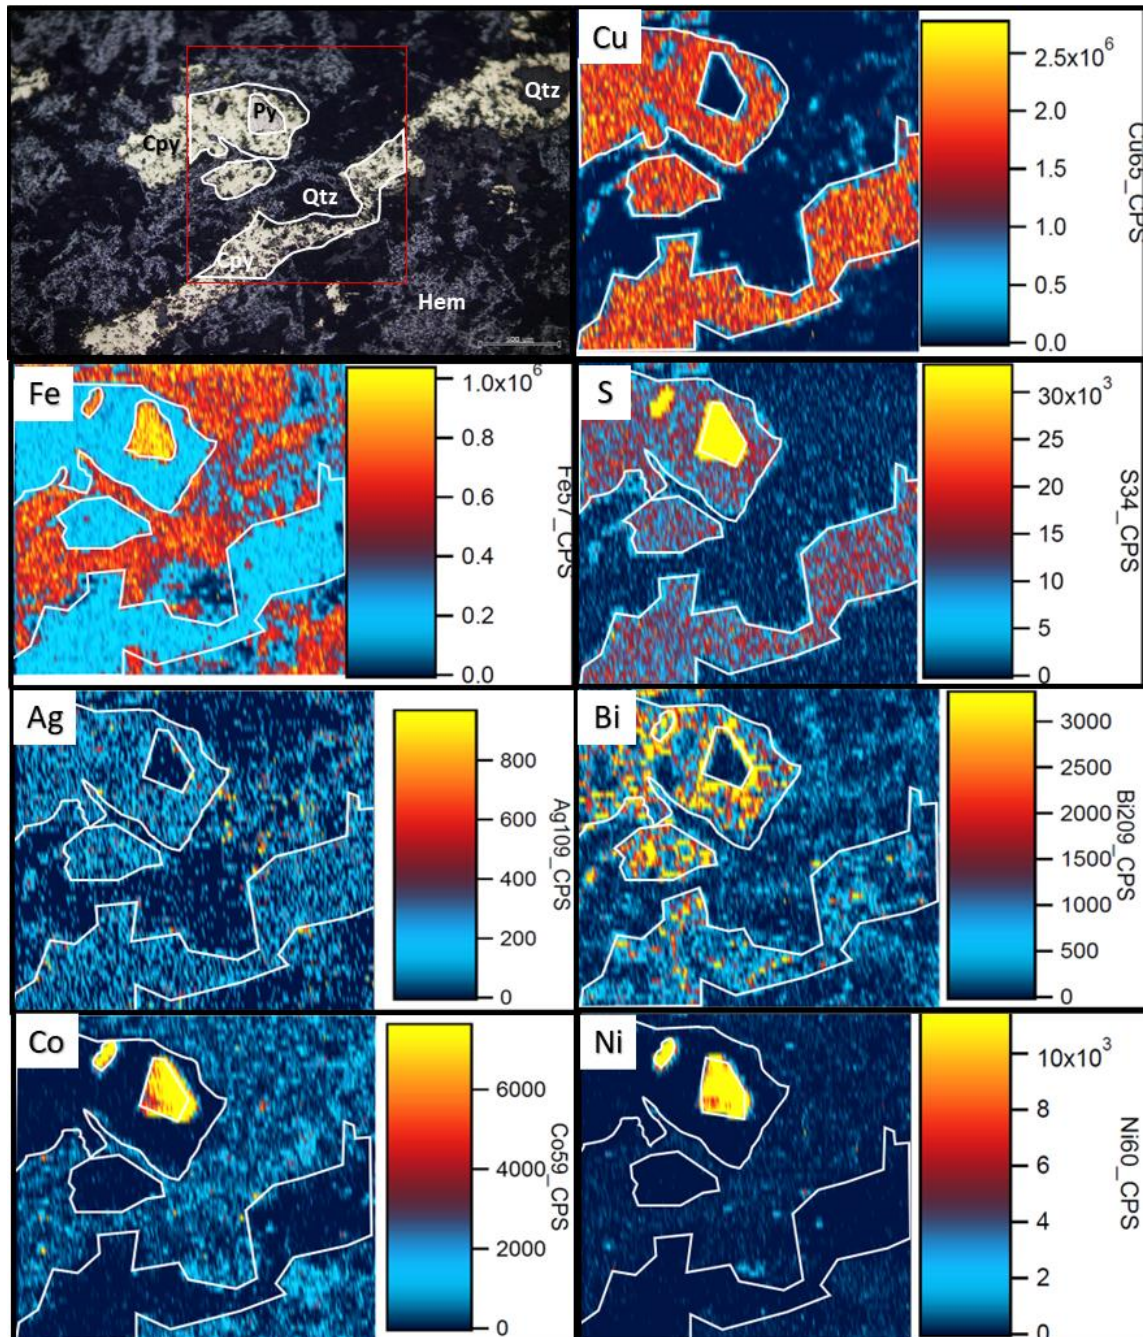 Qtz
Py
Cpy
Qtz
Cpy
Hem
Cu
2.5x10⁶
2.0
1.5
1.0
0.5
0.0
Cu65_CPS
Fe
1.0x10⁶
0.8
0.6
0.4
0.2
0.0
Fe57_CPS
S
30x10³
25
20
15
10
5
0
S34_CPS
Ag
800
600
400
200
0
Ag109_CPS
Bi
3000
2500
2000
1500
1000
500
0
Bi209_CPS
Co
6000
4000
2000
0
Co59_CPS
Ni
10x10³
8
6
4
2
0
Ni60_CPS